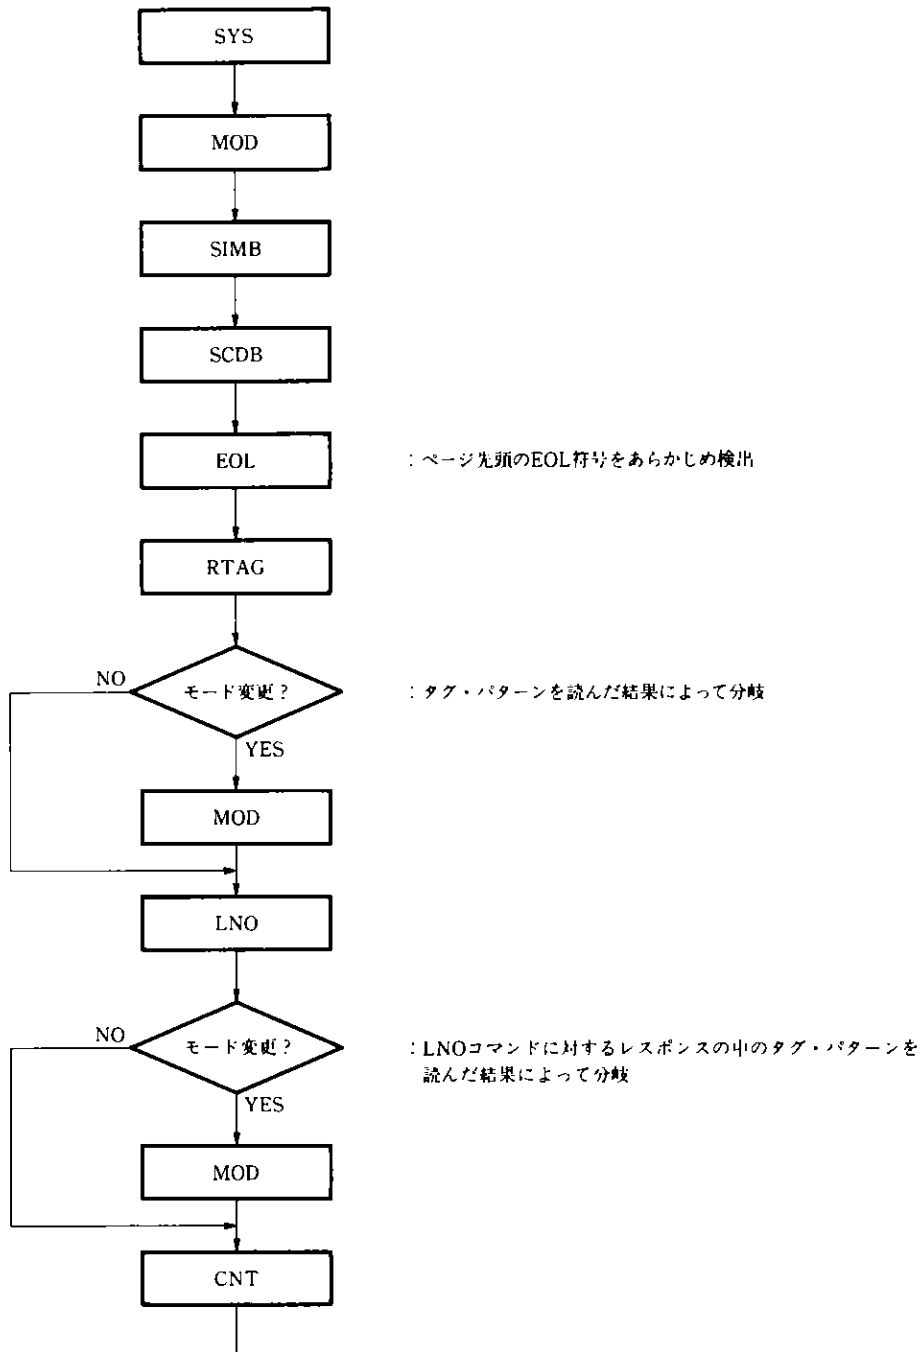 SYS
MOD
SIMB
SCDB
EOL
：ページ先頭のEOL符号をあらかじめ検出
RTAG
NO
モード変更？
：タグ・パターンを読んだ結果によって分岐
YES
MOD
LNO
NO
モード変更？
：LNOコマンドに対するレスポンスの中のタグ・パターンを
読んだ結果によって分岐
YES
MOD
CNT